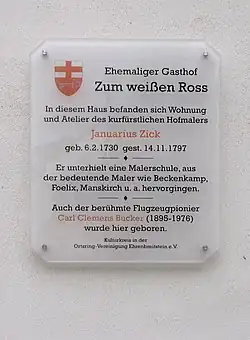 Ehemaliger Gasthof
Zum weißen Ross
In diesem Haus befanden sich Wohnung
und Atelier des kurfürstlichen Hofmalers
Januarius Zick
geb. 6.2.1730 gest. 14.11.1797
Er unterhielt eine Malerschule, aus
der bedeutende Maler wie Beckenkamp,
Foelix, Manskirch u. a. hervorgingen.
Auch der berühmte Flugzeugpionier
Carl Clemens Bücker (1895-1976)
wurde hier geboren.
Kulturkreis in der
Ortsring-Vereinigung Ehrenbreitstein e.V.